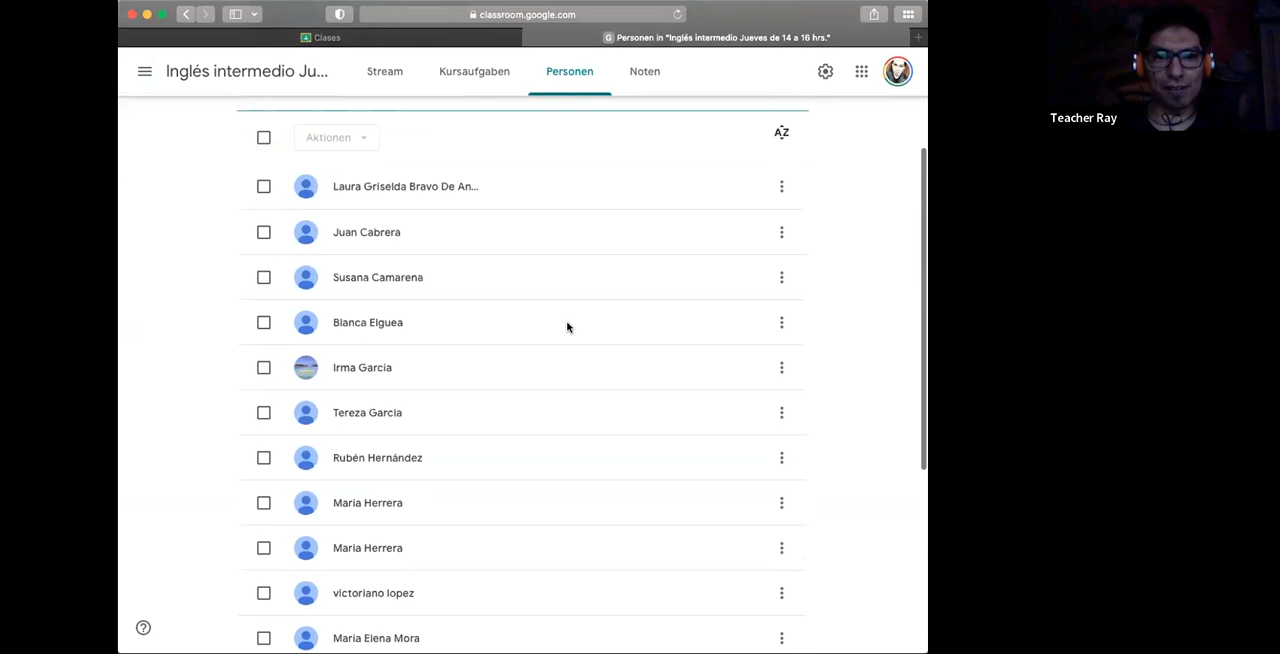 classroom.google.com
Clases
G Personen in "Inglés intermedio Jueves de 14 a 16 hrs."
Inglés intermedio Ju...
Stream
Kursaufgaben
Personen
Noten
Teacher Ray
Aktionen
AZ
Laura Griselda Bravo De An...
Juan Cabrera
Susana Camarena
Blanca Elguea
Irma Garcia
Tereza Garcia
Rubén Hernández
Maria Herrera
Maria Herrera
victoriano lopez
Maria Elena Mora